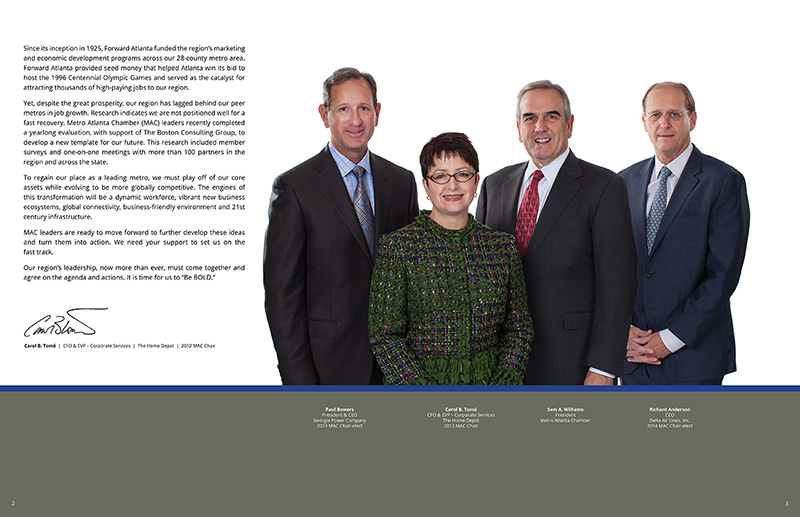 Since its inception in 1925, Forward Atlanta funded the region's marketing
and economic development programs across our 28-county metro area.
Forward Atlanta provided seed money that helped Atlanta win its bid to
host the 1996 Centennial Olympic Games and served as the catalyst for
attracting thousands of high-paying jobs to our region.
Yet, despite the great prosperity, our region has lagged behind our peer
metros in job growth. Research indicates we are not positioned well for a
fast recovery. Metro Atlanta Chamber (MAC) leaders recently completed
a yearlong evaluation, with support of The Boston Consulting Group, to
develop a new template for our future. This research included member
surveys and one-on-one meetings with more than 100 partners in the
region and across the state.
To regain our place as a leading metro, we must play off of our core
assets while evolving to be more globally competitive. The engines of
this transformation will be a dynamic workforce, vibrant new business
ecosystems, global connectivity, business-friendly environment and 21st
century infrastructure.
MAC leaders are ready to move forward to further develop these ideas
and turn them into action. We need your support to set us on the
fast track.
Our region's leadership, now more than ever, must come together and
agree on the agenda and actions. It is time for us to "Be BOLD."
Carol B. Tomé | CFO & EVP – Corporate Services | The Home Depot | 2012 MAC Chair
Paul Bowers
President & CEO
Georgia Power Company
2013 MAC Chair-elect
Carol B. Tomé
CFO & EVP – Corporate Services
The Home Depot
2012 MAC Chair
Sam A. Williams
President
Metro Atlanta Chamber
Richard Anderson
CEO
Delta Air Lines, Inc.
2014 MAC Chair-elect
2
3